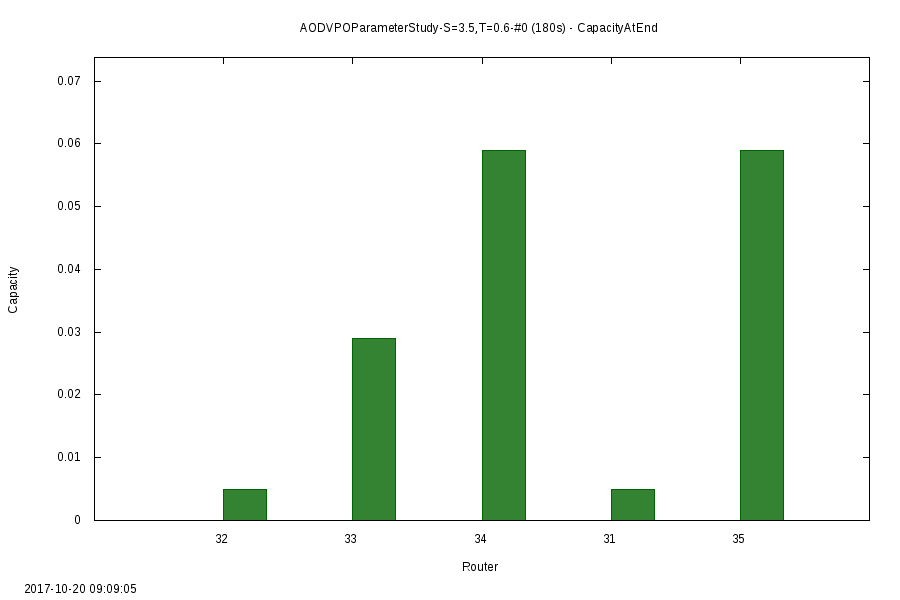 AODVPOParameterStudy-S=3.5,T=0.6-#0 (180s) - CapacityAtEnd
0.07
0.06
0.05
0.04
0.03
0.02
0.01
0
Capacity
32 33 34 31 35
Router
2017-10-20 09:09:05